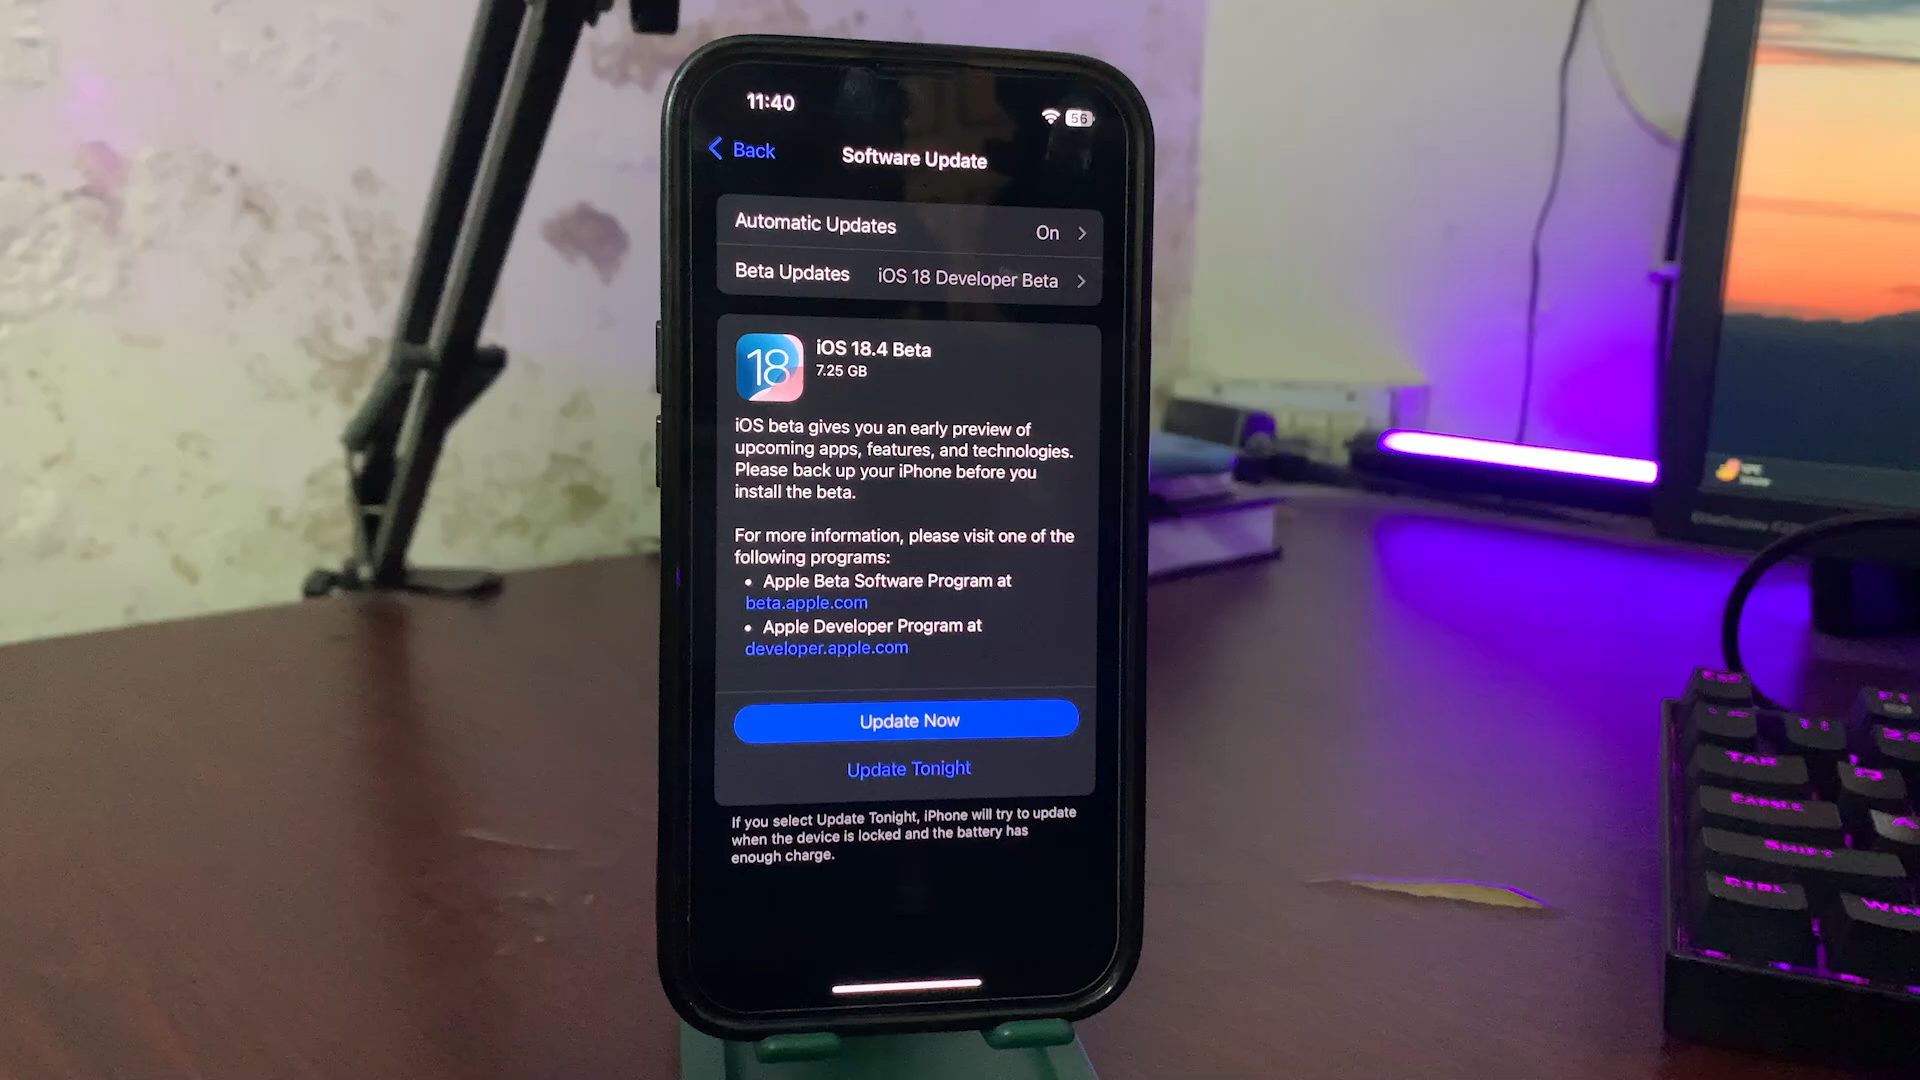 11:40
56
Back
Software Update
Automatic Updates On
Beta Updates iOS 18 Developer Beta
18
iOS 18.4 Beta
7.25 GB
iOS beta gives you an early preview of
upcoming apps, features, and technologies.
Please back up your iPhone before you
install the beta.
For more information, please visit one of the
following programs:
• Apple Beta Software Program at
beta.apple.com
• Apple Developer Program at
developer.apple.com
Update Now
Update Tonight
If you select Update Tonight, iPhone will try to update
when the device is locked and the battery has
enough charge.
ESC
F1
TAB
CAPSLK
A
SHIFT
CTRL
WIN